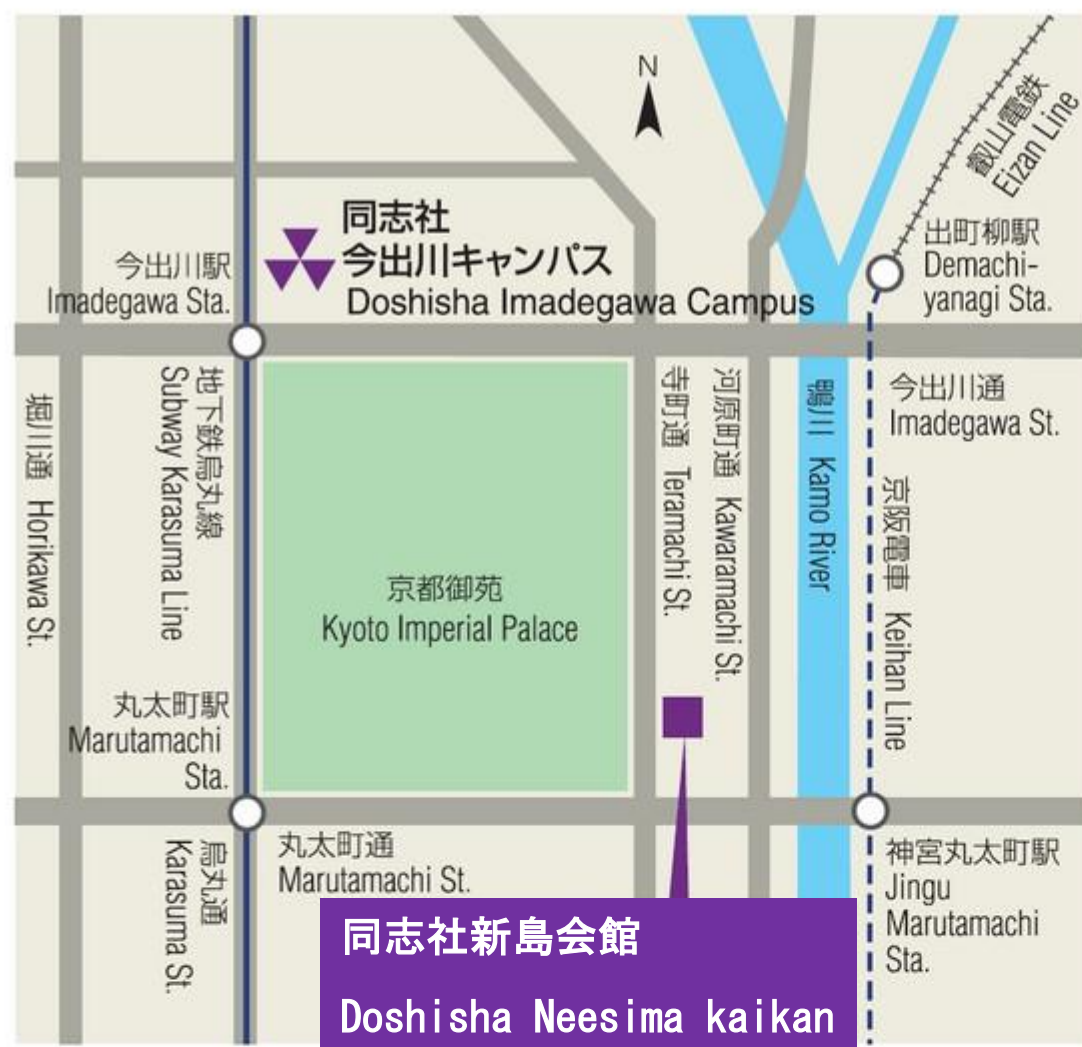 N
叡山電鉄
Eizan Line
同志社
今出川キャンパス
Doshisha Imadegawa Campus
今出川駅
Imadegawa Sta.
出町柳駅
Demachi-
yanagi Sta.
堀川通 Horikawa St.
地下鉄烏丸線
Subway Karasuma Line
寺町通 Teramachi St.
河原町通 Kawaramachi St.
鴨川 Kamo River
今出川通
Imadegawa St.
京阪電車 Keihan Line
京都御苑
Kyoto Imperial Palace
丸太町駅
Marutamachi
Sta.
烏丸通
Karasuma St.
丸太町通
Marutamachi St.
神宮丸太町駅
Jingu
Marutamachi
Sta.
同志社新島会館
Doshisha Neesima kaikan